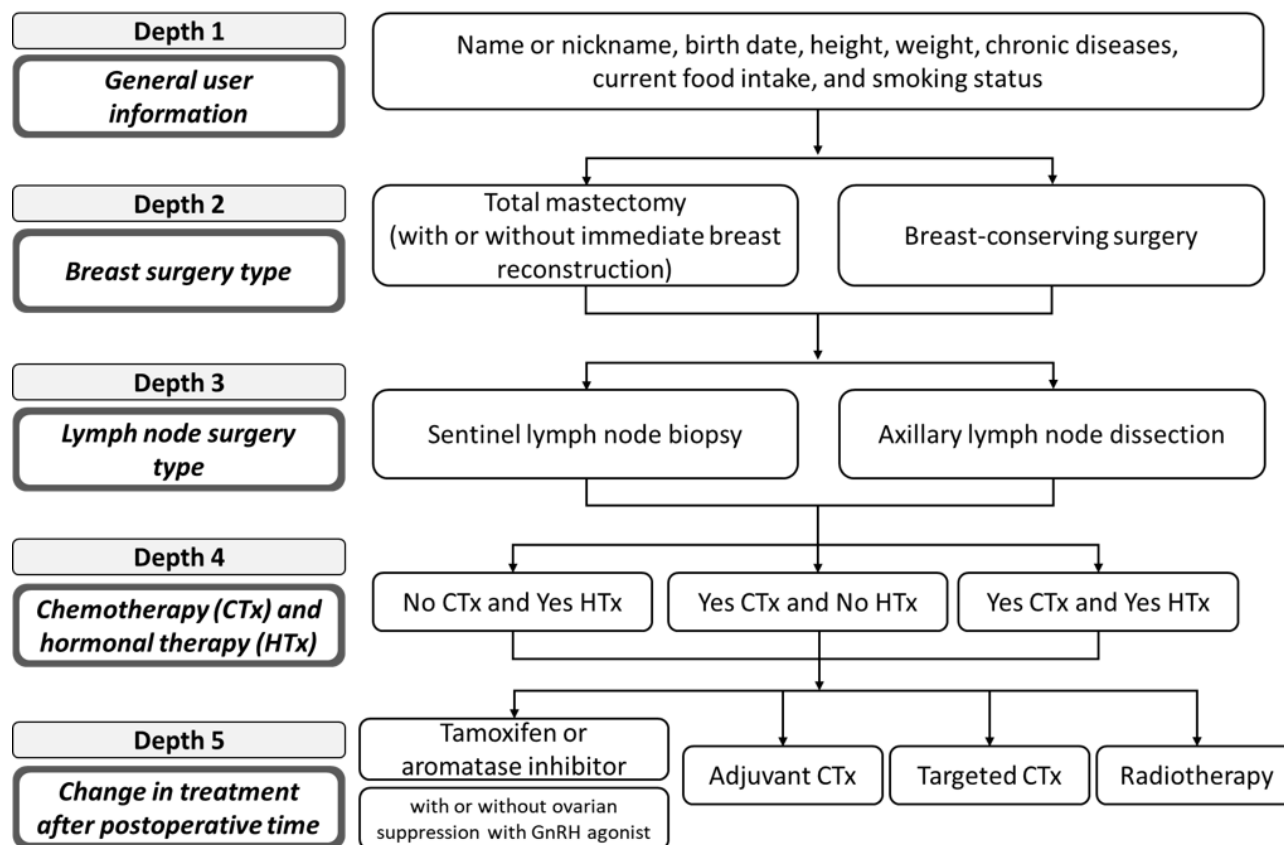 Depth 1
General user
information
Name or nickname, birth date, height, weight, chronic diseases,
current food intake, and smoking status
Depth 2
Breast surgery type
Total mastectomy
(with or without immediate breast
reconstruction)
Breast-conserving surgery
Depth 3
Lymph node surgery
type
Sentinel lymph node biopsy
Axillary lymph node dissection
Depth 4
Chemotherapy (CTx) and
hormonal therapy (HTx)
No CTx and Yes HTx
Yes CTx and No HTx
Yes CTx and Yes HTx
Depth 5
Change in treatment
after postoperative time
Tamoxifen or
aromatase inhibitor
with or without ovarian
suppression with GnRH agonist
Adjuvant CTx
Targeted CTx
Radiotherapy